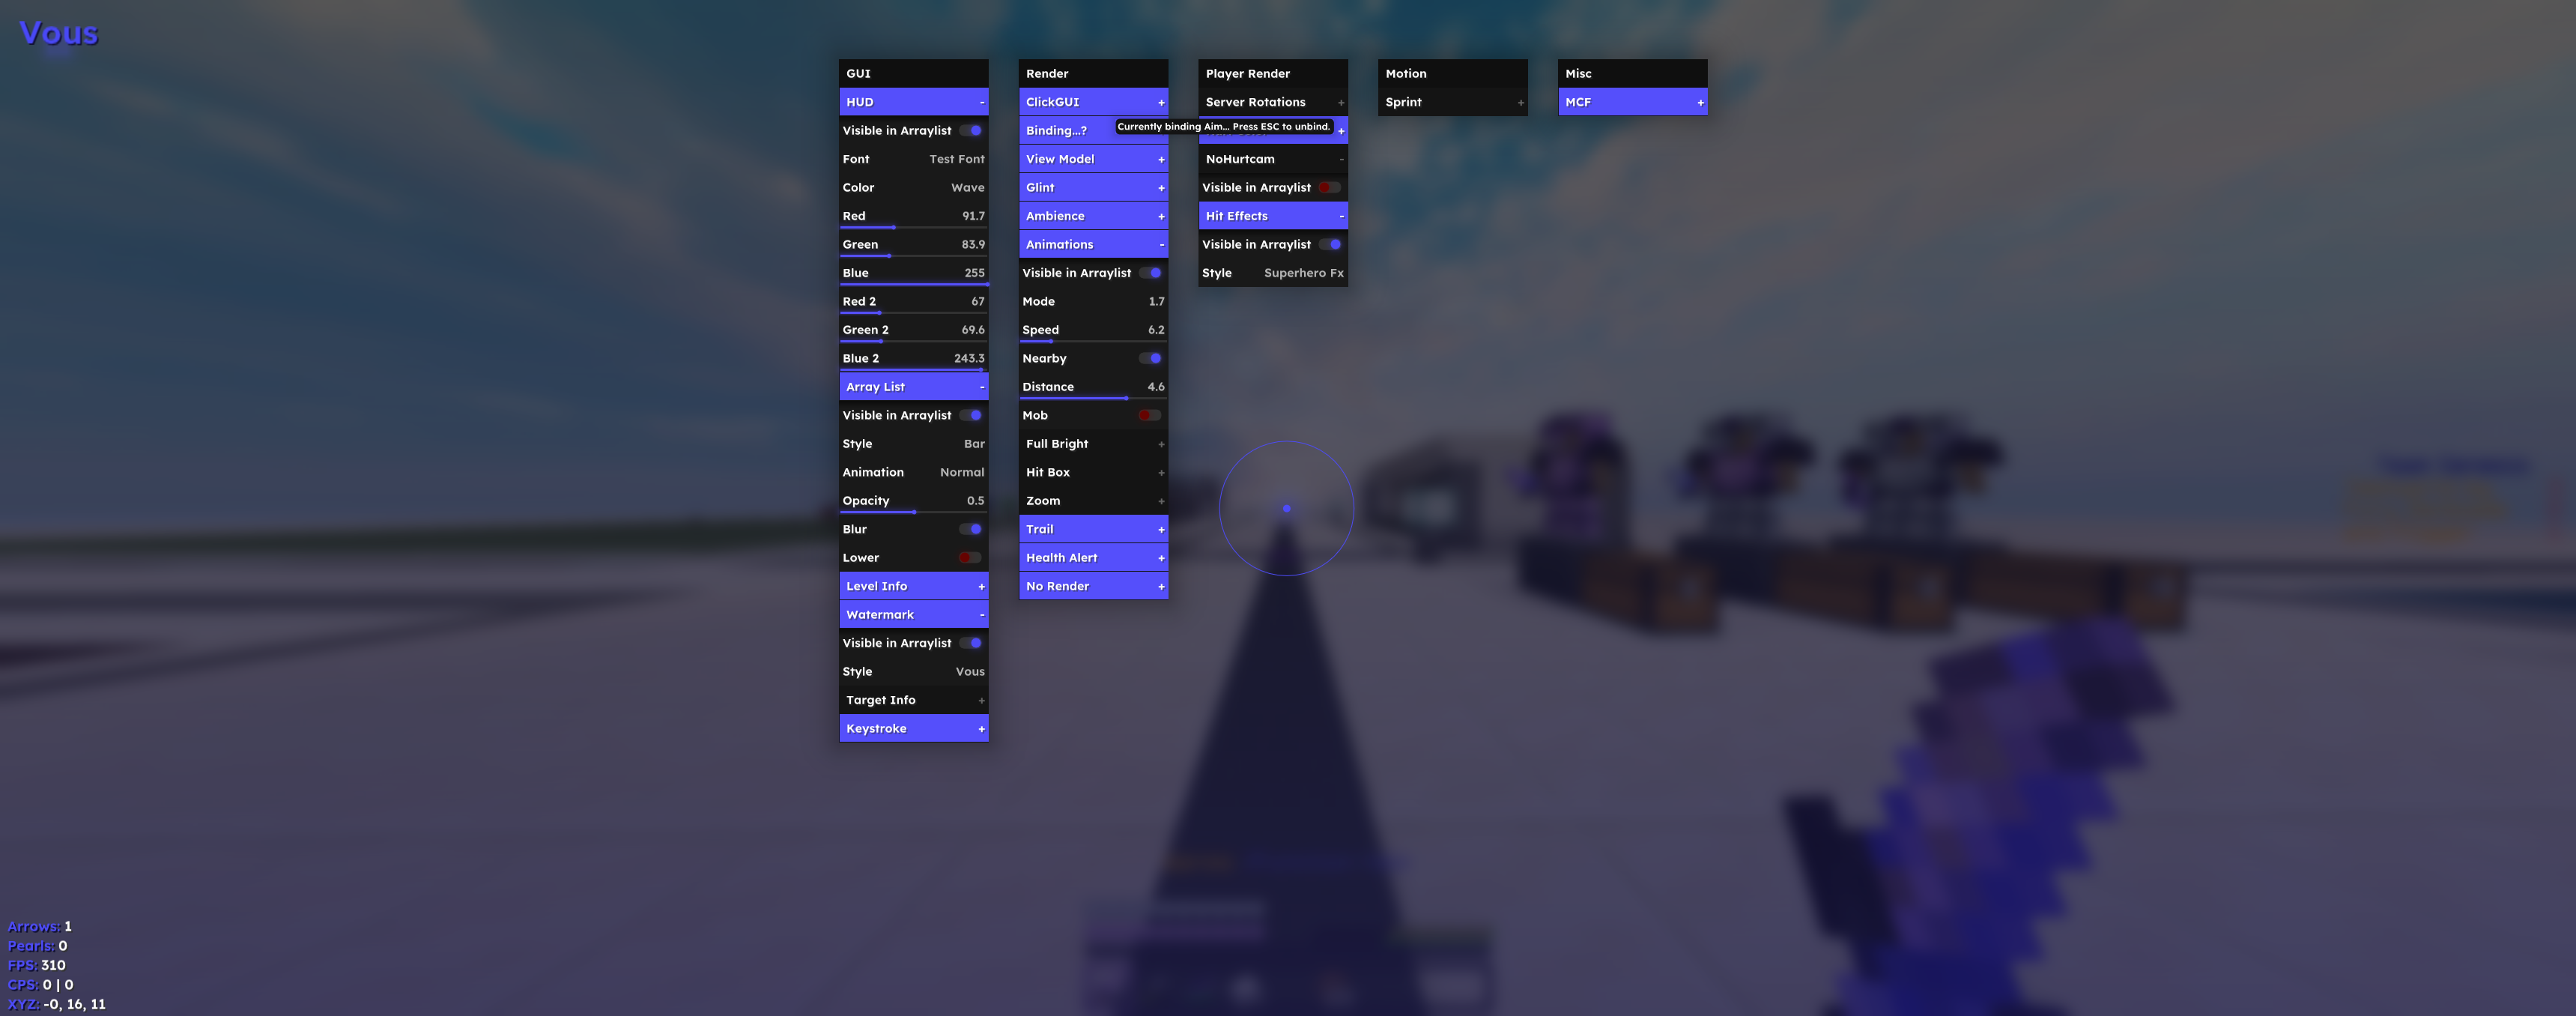 Vous
GUI
HUD -
Visible in Arraylist
Font Test Font
Color Wave
Red 91.7
Green 83.9
Blue 255
Red 2 67
Green 2 69.6
Blue 2 243.3
Array List -
Visible in Arraylist
Style Bar
Animation Normal
Opacity 0.5
Blur
Lower
Level Info +
Watermark -
Visible in Arraylist
Style Vous
Target Info +
Keystroke +
Render
ClickGUI +
Binding...?
View Model +
Glint +
Ambience +
Animations -
Visible in Arraylist
Mode 1.7
Speed 6.2
Nearby
Distance 4.6
Mob
Full Bright +
Hit Box +
Zoom +
Trail +
Health Alert +
No Render +
Player Render
Server Rotations +
Currently binding Aim... Press ESC to unbind.
+
NoHurtcam -
Visible in Arraylist
Hit Effects -
Visible in Arraylist
Style Superhero Fx
Motion
Sprint +
Misc
MCF +
Arrows: 1
Pearls: 0
FPS: 310
CPS: 0 | 0
XYZ: -0, 16, 11